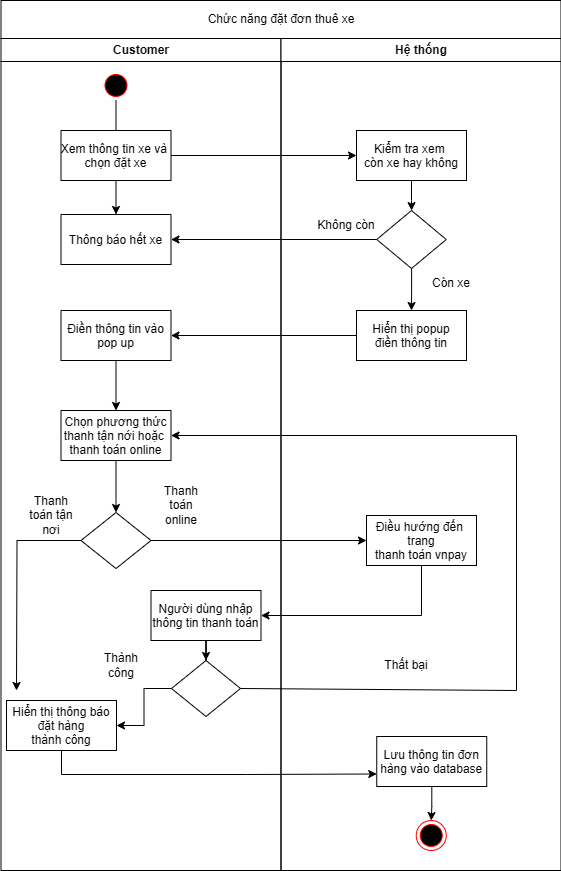 Chức năng đặt đơn thuê xe
Customer
Hệ thống
Xem thông tin xe và
chọn đặt xe
Kiểm tra xem
còn xe hay không
Không còn
Thông báo hết xe
Còn xe
Điền thông tin vào
pop up
Hiển thị popup
điền thông tin
Chọn phương thức
thanh tận nới hoặc
thanh toán online
Thanh
toán tận
nơi
Thanh
toán
online
Điều hướng đến
trang
thanh toán vnpay
Người dùng nhập
thông tin thanh toán
Thành
công
Thất bại
Hiển thị thông báo
đặt hàng
thành công
Lưu thông tin đơn
hàng vào database